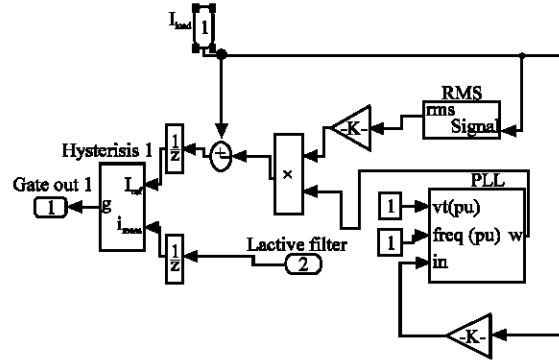 I_load
1
RMS
rms
Signal
-K-
1/z
+
-
×
Hysterisis 1
Gate out 1
1
g
I_ref
i_meas
1/z
Lactive filter
2
PLL
1
vt(pu)
1
freq (pu)
w
in
-K-